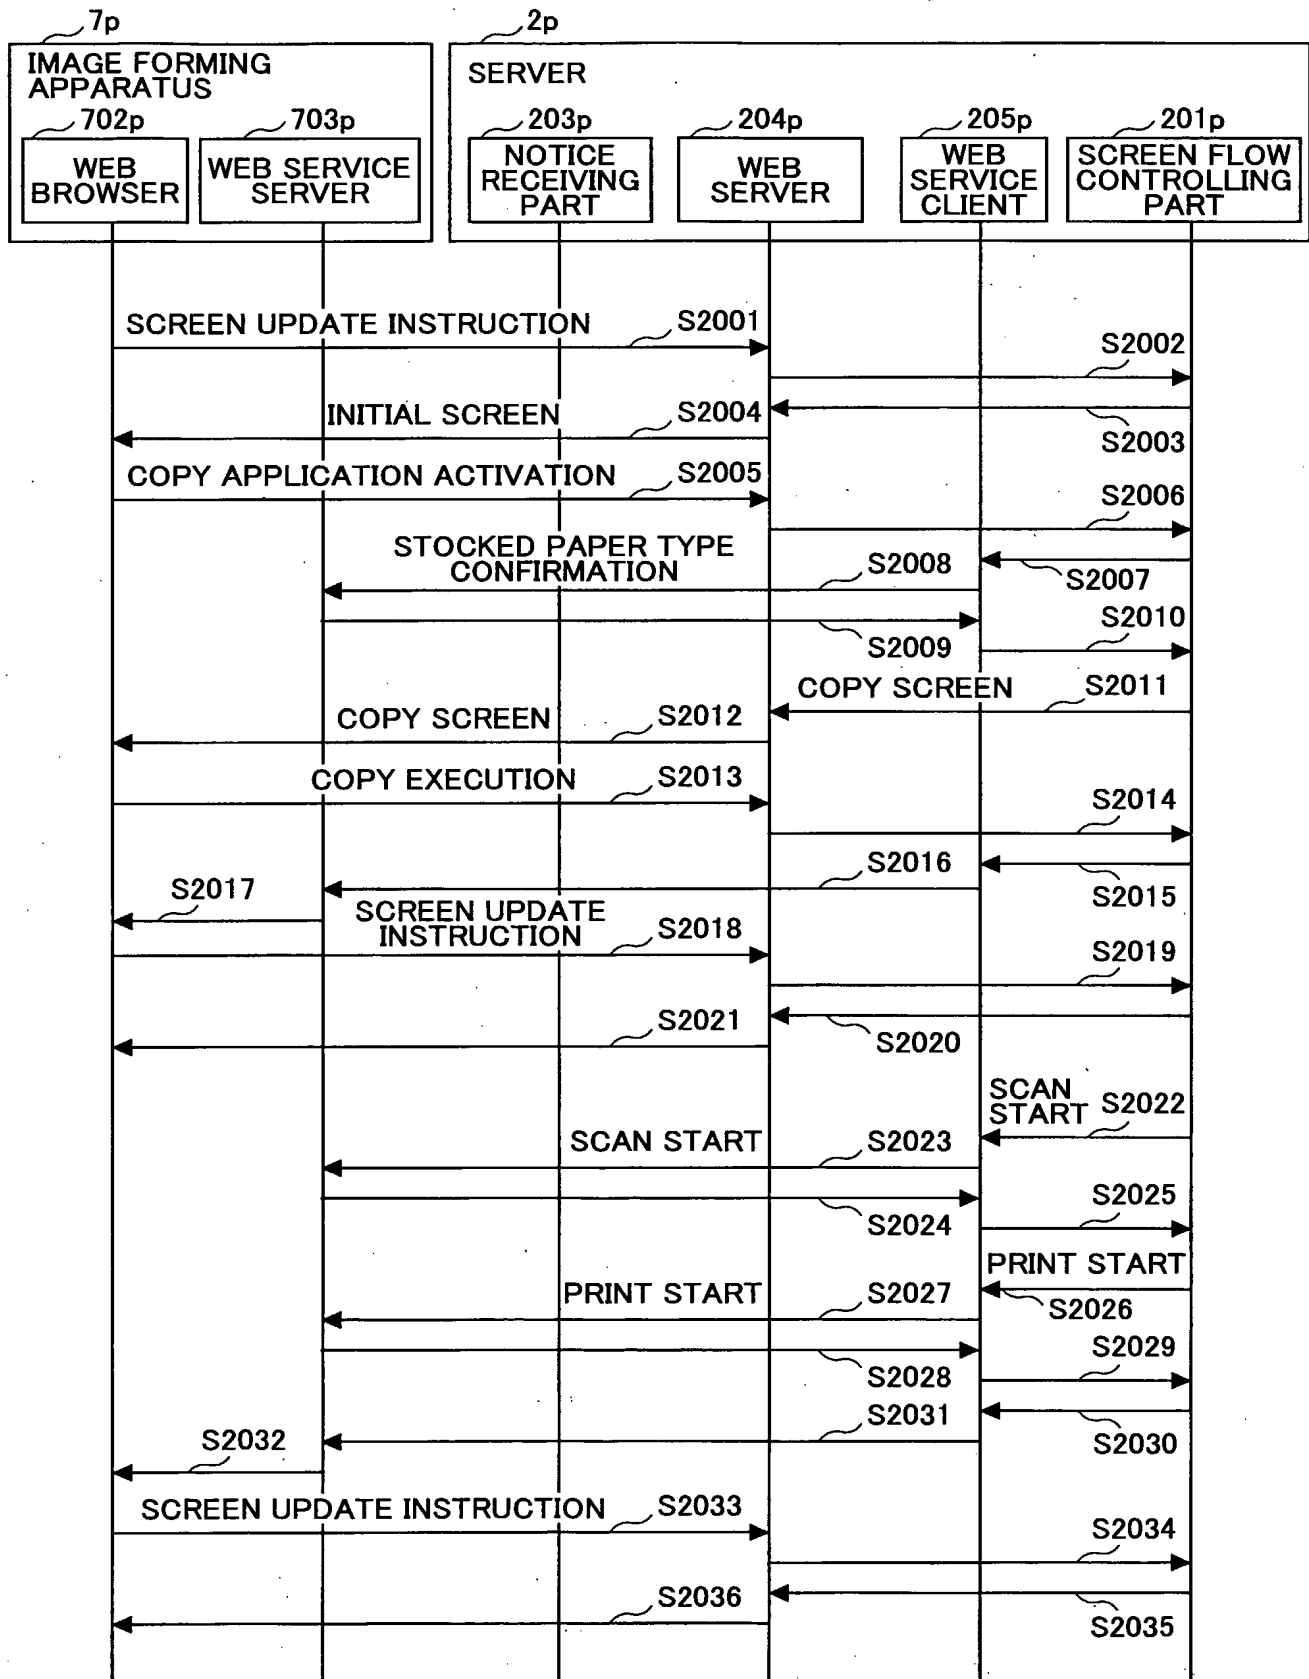 7p
2p
IMAGE FORMING
APPARATUS
SERVER
702p
703p
203p
204p
205p
201p
WEB
BROWSER
WEB SERVICE
SERVER
NOTICE
RECEIVING
PART
WEB
SERVER
WEB
SERVICE
CLIENT
SCREEN FLOW
CONTROLLING
PART
SCREEN UPDATE INSTRUCTION
S2001
S2002
S2003
INITIAL SCREEN
S2004
COPY APPLICATION ACTIVATION
S2005
S2006
S2007
STOCKED PAPER TYPE
CONFIRMATION
S2008
S2009
S2010
COPY SCREEN
S2011
COPY SCREEN
S2012
COPY EXECUTION
S2013
S2014
S2015
S2016
S2017
SCREEN UPDATE
INSTRUCTION
S2018
S2019
S2020
S2021
SCAN
START
S2022
SCAN START
S2023
S2024
S2025
PRINT START
S2026
PRINT START
S2027
S2028
S2029
S2030
S2031
S2032
SCREEN UPDATE INSTRUCTION
S2033
S2034
S2035
S2036